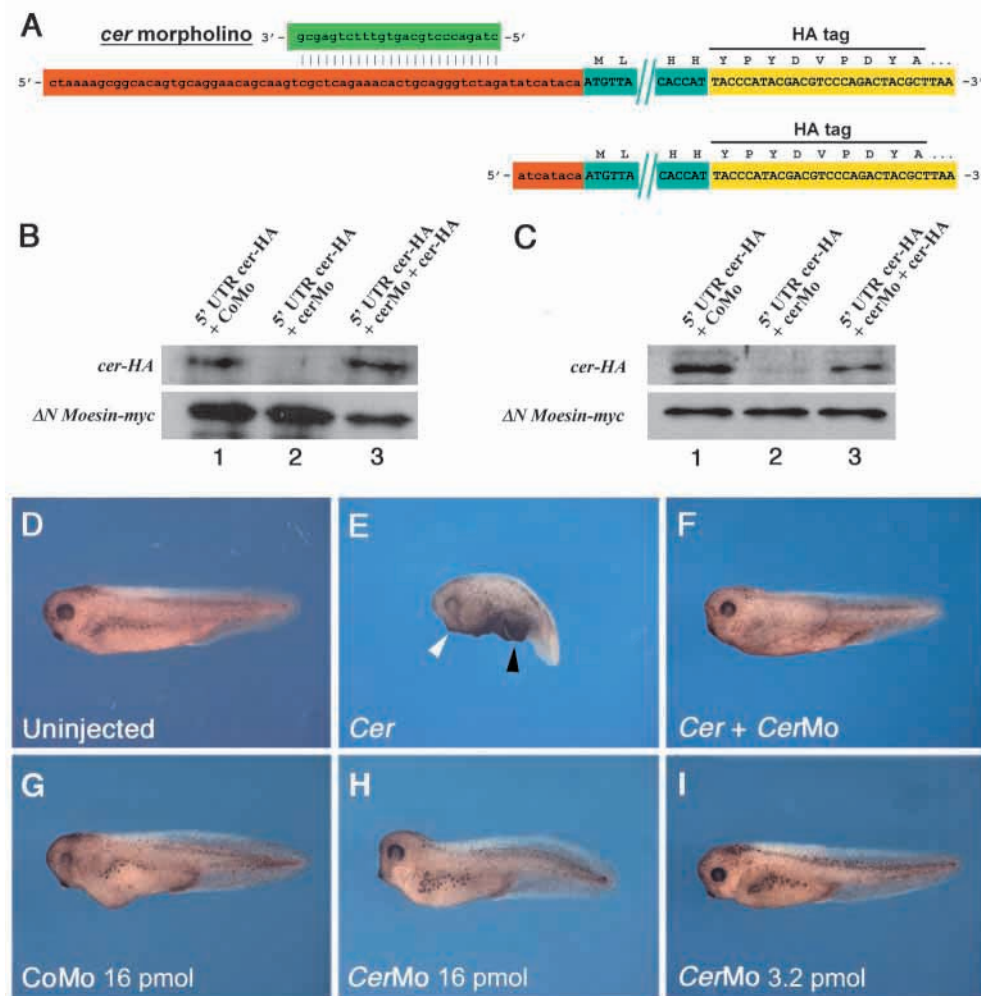 A
cer morpholino 3'- gcgagtctttgtgacgtcccagatc -5'
HA tag
M L H H Y P Y D V P D Y A ...
5'- ctaaaagcggcacagtgcaggaacagcaagtcgctcagaaacactgcagggtctagatatcataca ATGTTA CACCAT TACCCATACGACGTCCCAGACTACGCTTAA -3'
HA tag
M L H H Y P Y D V P D Y A ...
5'- atcataca ATGTTA CACCAT TACCCATACGACGTCCCAGACTACGCTTAA -3'
B
5' UTR cer-HA
+ CoMo
5' UTR cer-HA
+ cerMo
5' UTR cer-HA
+ cerMo + cer-HA
cer-HA
ΔN Moesin-myc
1 2 3
C
5' UTR cer-HA
+ CoMo
5' UTR cer-HA
+ cerMo
5' UTR cer-HA
+ cerMo + cer-HA
cer-HA
ΔN Moesin-myc
1 2 3
D
Uninjected
E
Cer
F
Cer + CerMo
G
CoMo 16 pmol
H
CerMo 16 pmol
I
CerMo 3.2 pmol